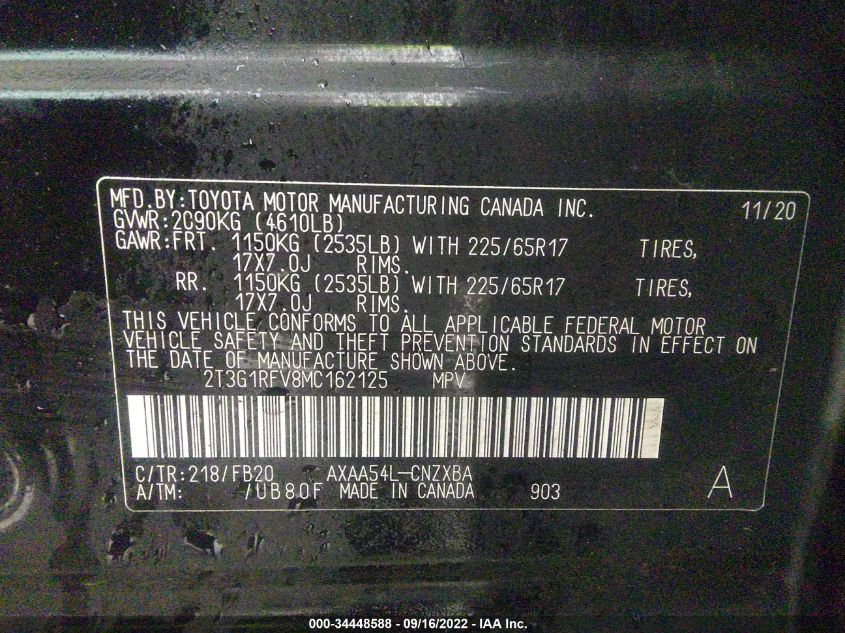 MFD.BY:TOYOTA MOTOR MANUFACTURING CANADA INC. 11/20
GVWR:2090KG (4610LB)
GAWR:FRT. 1150KG (2535LB) WITH 225/65R17 TIRES,
17X7.0J RIMS.
RR. 1150KG (2535LB) WITH 225/65R17 TIRES,
17X7.0J RIMS.
THIS VEHICLE CONFORMS TO ALL APPLICABLE FEDERAL MOTOR
VEHICLE SAFETY AND THEFT PREVENTION STANDARDS IN EFFECT ON
THE DATE OF MANUFACTURE SHOWN ABOVE.
2T3G1RFV8MC162125 MPV
C/TR:218/FB20 AXAA54L-CNZXBA
A/TM: /UB80F MADE IN CANADA 903 A
000-34448588 - 09/16/2022 - IAA Inc.